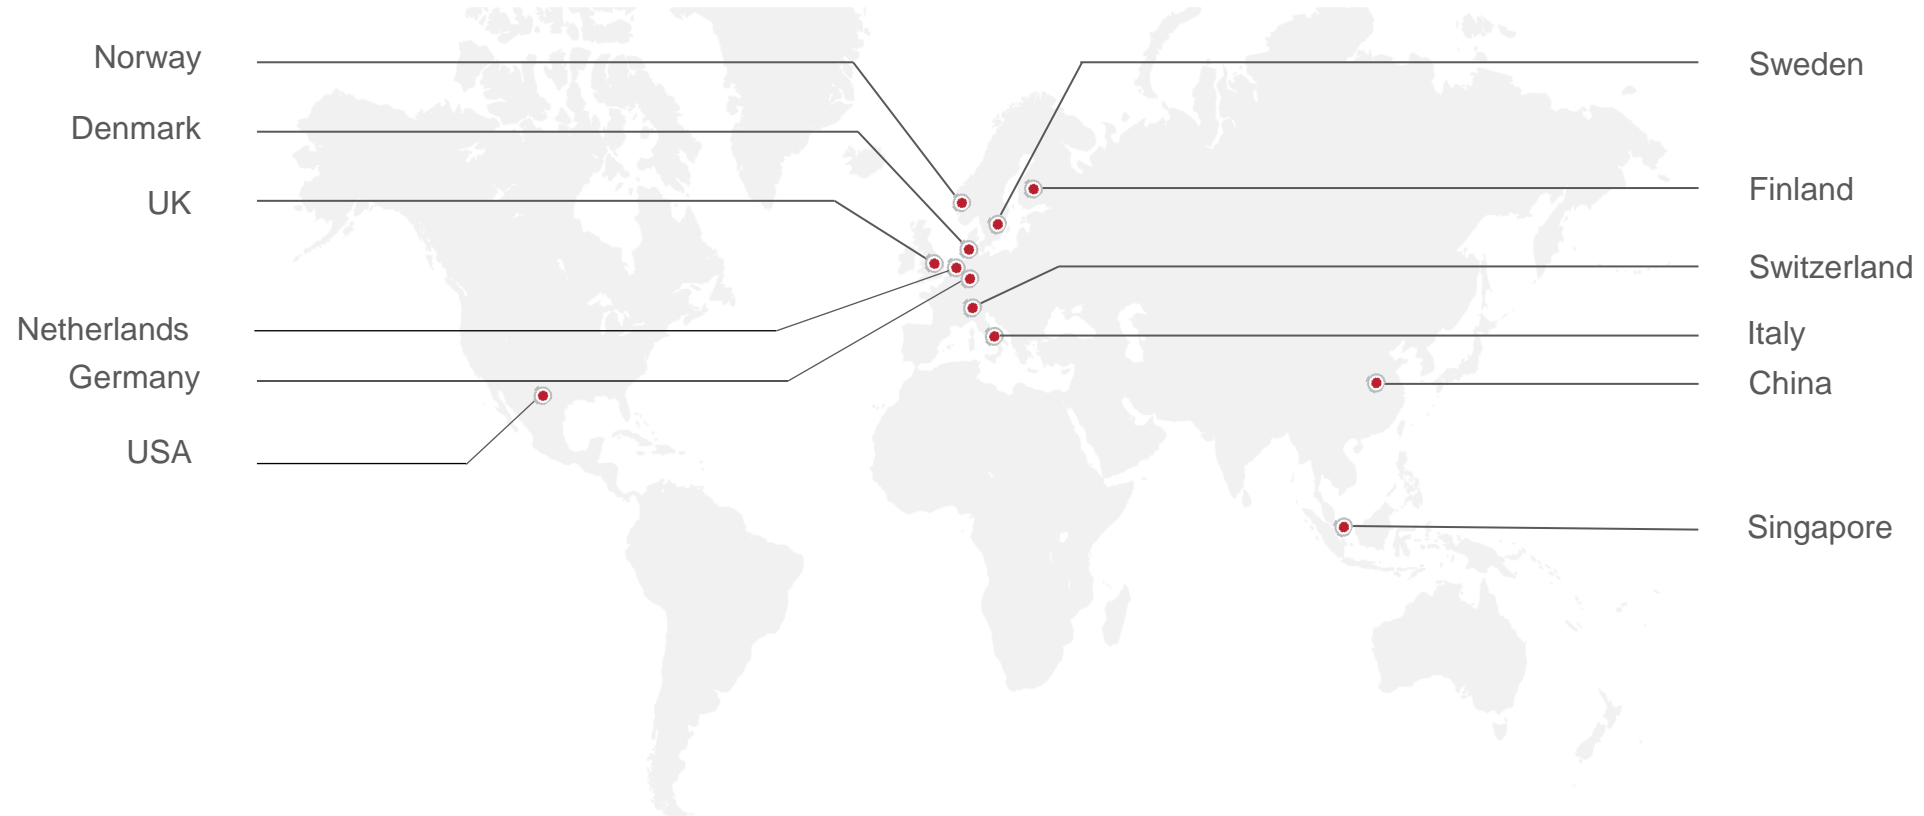 Norway
Denmark
UK
Netherlands
Germany
USA
Sweden
Finland
Switzerland
Italy
China
Singapore